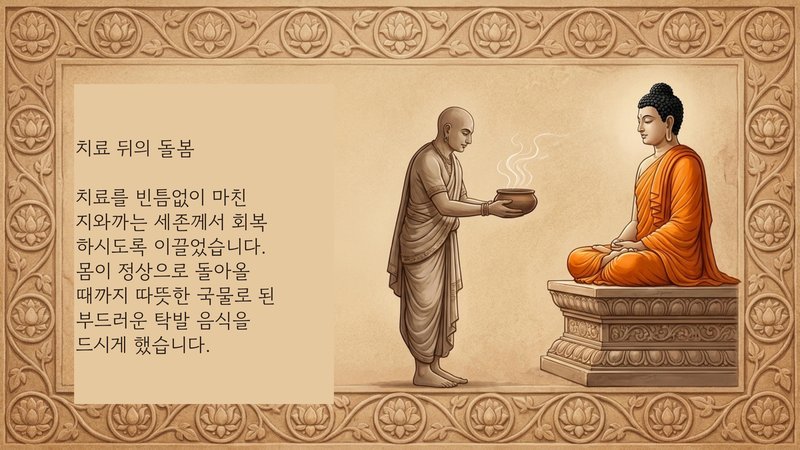 치료 뒤의 돌봄
치료를 빈틈없이 마친
지와까는 세존께서 회복
하시도록 이끌었습니다.
몸이 정상으로 돌아올
때까지 따뜻한 국물로 된
부드러운 탁발 음식을
드시게 했습니다.